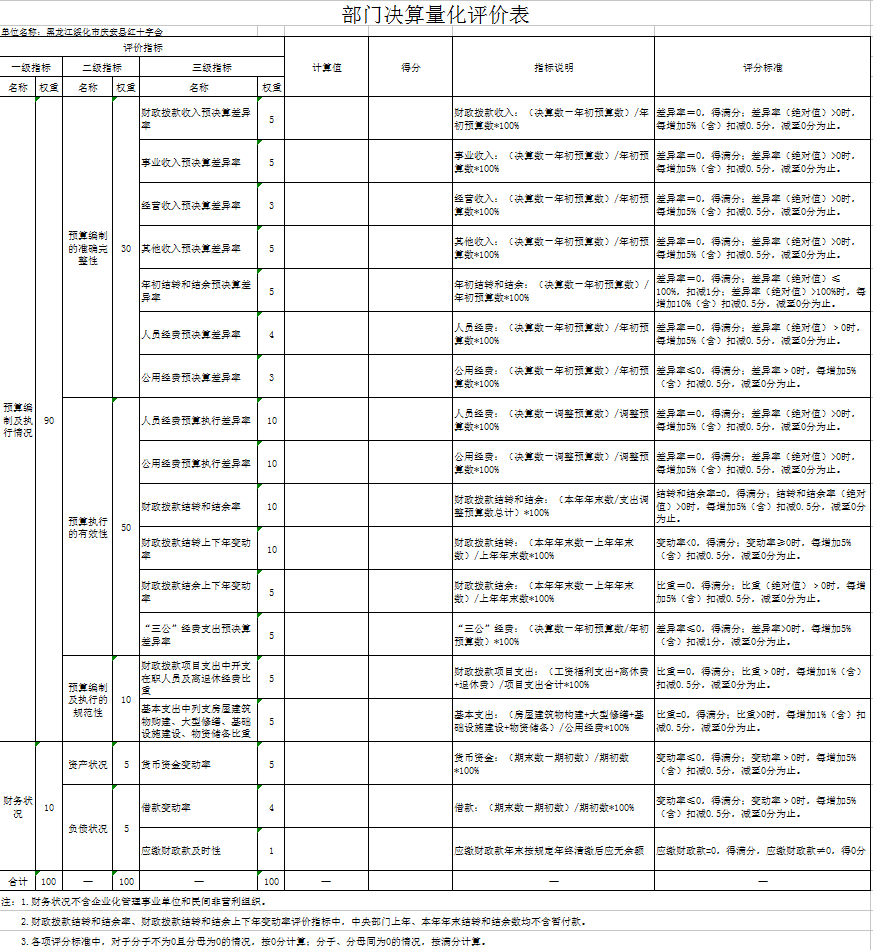 部门决算量化评价表
单位名称：黑龙江绥化市庆安县红十字会
评价指标 计算值 得分 指标说明 评分标准
一级指标 二级指标 三级指标
名称 权重 名称 权重 名称 权重
预算编制及执行情况 90
预算编制的准确完整性 30
财政拨款收入预决算差异率 5 财政拨款收入：（决算数－年初预算数）/年初预算数*100% 差异率＝0，得满分；差异率（绝对值）>0时，每增加5%（含）扣减0.5分，减至0分为止。
事业收入预决算差异率 5 事业收入：（决算数－年初预算数）/年初预算数*100% 差异率＝0，得满分；差异率（绝对值）>0时，每增加5%（含）扣减0.5分，减至0分为止。
经营收入预决算差异率 3 经营收入：（决算数－年初预算数）/年初预算数*100% 差异率＝0，得满分；差异率（绝对值）>0时，每增加5%（含）扣减0.5分，减至0分为止。
其他收入预决算差异率 5 其他收入：（决算数－年初预算数）/年初预算数*100% 差异率＝0，得满分；差异率（绝对值）>0时，每增加5%（含）扣减0.5分，减至0分为止。
年初结转和结余预决算差异率 5 年初结转和结余：（决算数－年初预算数）/年初预算数*100% 差异率＝0，得满分；差异率（绝对值）≤100%，扣减1分；差异率（绝对值）>100%时，每增加10%（含）扣减0.5分，减至0分为止。
人员经费预决算差异率 4 人员经费：（决算数－年初预算数）/年初预算数*100% 差异率＝0，得满分；差异率（绝对值）﹥0时，每增加5%（含）扣减0.5分，减至0分为止。
公用经费预决算差异率 3 公用经费：（决算数－年初预算数）/年初预算数*100% 差异率≤0，得满分；差异率﹥0时，每增加5%（含）扣减0.5分，减至0分为止。
预算执行的有效性 50
人员经费预算执行差异率 10 人员经费：（决算数－调整预算数）/调整预算数*100% 差异率＝0，得满分；差异率（绝对值）>0时，每增加5%（含）扣减0.5分，减至0分为止。
公用经费预算执行差异率 10 公用经费：（决算数－调整预算数）/调整预算数*100% 差异率＝0，得满分；差异率（绝对值）>0时，每增加5%（含）扣减0.5分，减至0分为止。
财政拨款结转和结余率 10 财政拨款结转和结余：（本年年末数/支出调整预算数总计）*100% 结转和结余率=0，得满分；结转和结余率（绝对值）>0时，每增加5%（含）扣减0.5分，减至0分为止。
财政拨款结转上下年变动率 10 财政拨款结转：（本年年末数－上年年末数）/上年年末数*100% 变动率<0，得满分；变动率≥0时，每增加5%（含）扣减0.5分，减至0分为止。
财政拨款结余上下年变动率 5 财政拨款结余：（本年年末数－上年年末数）/上年年末数*100% 比重＝0，得满分；比重（绝对值）﹥0时，每增加5%（含）扣减0.5分，减至0分为止。
“三公”经费支出预决算差异率 5 “三公”经费：（决算数－年初预算数/年初预算数）*100% 差异率≤0，得满分；差异率>0时，每增加5%（含）扣减1分，减至0分为止。
预算编制及执行的规范性 10
财政拨款项目支出中开支在职人员及离退休经费比重 5 财政拨款项目支出：（工资福利支出+离休费+退休费）/项目支出合计*100% 比重＝0，得满分；比重﹥0时，每增加1%（含）扣减0.5分，减至0分为止。
基本支出中列支房屋建筑物购建、大型修缮、基础设施建设、物资储备比重 5 基本支出：（房屋建筑物构建+大型修缮+基础设施建设+物资储备）/公用经费*100% 比重=0，得满分；比重>0时，每增加1%（含）扣减0.5分，减至0分为止。
财务状况 10
资产状况 5 货币资金变动率 5 货币资金：（期末数－期初数）/期初数*100% 变动率≤0，得满分；变动率﹥0时，每增加5%（含）扣减0.5分，减至0分为止。
负债状况 5
借款变动率 4 借款：（期末数－期初数）/期初数*100% 变动率≤0，得满分；变动率﹥0时，每增加5%（含）扣减0.5分，减至0分为止。
应缴财政款及时性 1 应缴财政款年末按规定年终清缴后应无余额 应缴财政款=0，得满分，应缴财政款≠0，得0分
合计 100 — 100 100 — — —
注：1.财务状况不含企业化管理事业单位和民间非营利组织。
2.财政拨款结转和结余率、财政拨款结转和结余上下年变动率评价指标中，中央部门上年、本年年末结转和结余数均不含暂付款。
3.各项评分标准中，对于分子不为0且分母为0的情况，按0分计算；分子、分母同为0的情况，按满分计算。